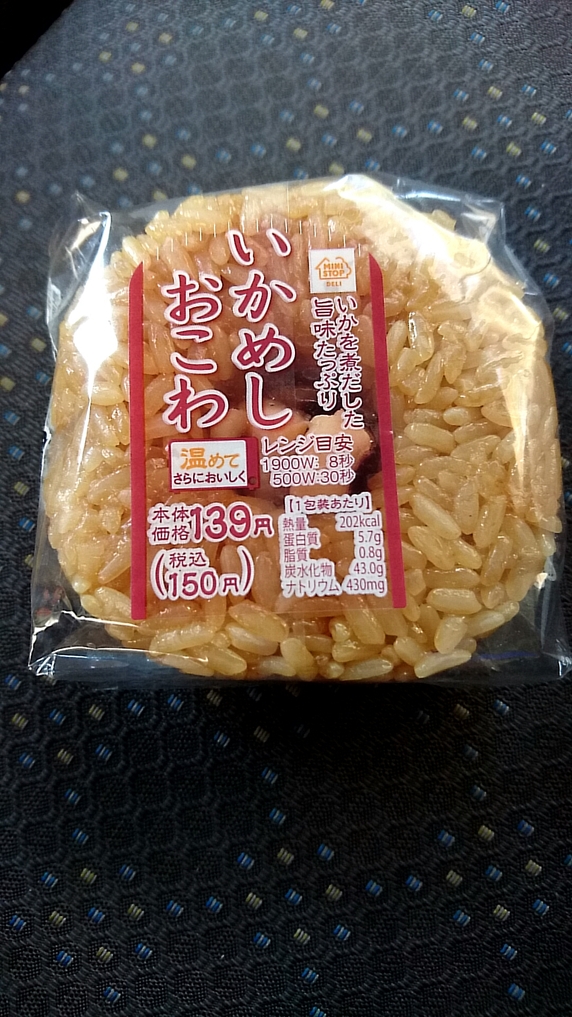 MINI
STOP
DELI
いかを煮だした
旨味たっぷり
いかめし
おこわ
温めて
さらにおいしく
レンジ目安
1900W: 8秒
500W:30秒
本体
価格139円
(税込
150円)
【1包装あたり】
熱量 202kcal
蛋白質 5.7g
脂質 0.8g
炭水化物 43.0g
ナトリウム 430mg